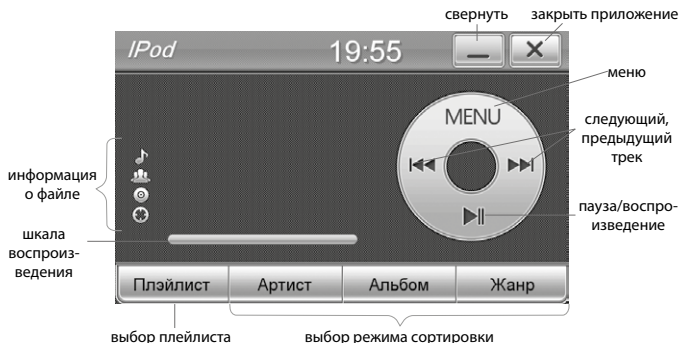 свернуть
закрыть приложение
IPod
19:55
меню
MENU
следующий,
предыдущий
трек
информация
о файле
пауза/воспро-
изведение
шкала
воспроиз-
ведения
Плэйлист
Артист
Альбом
Жанр
выбор плейлиста
выбор режима сортировки